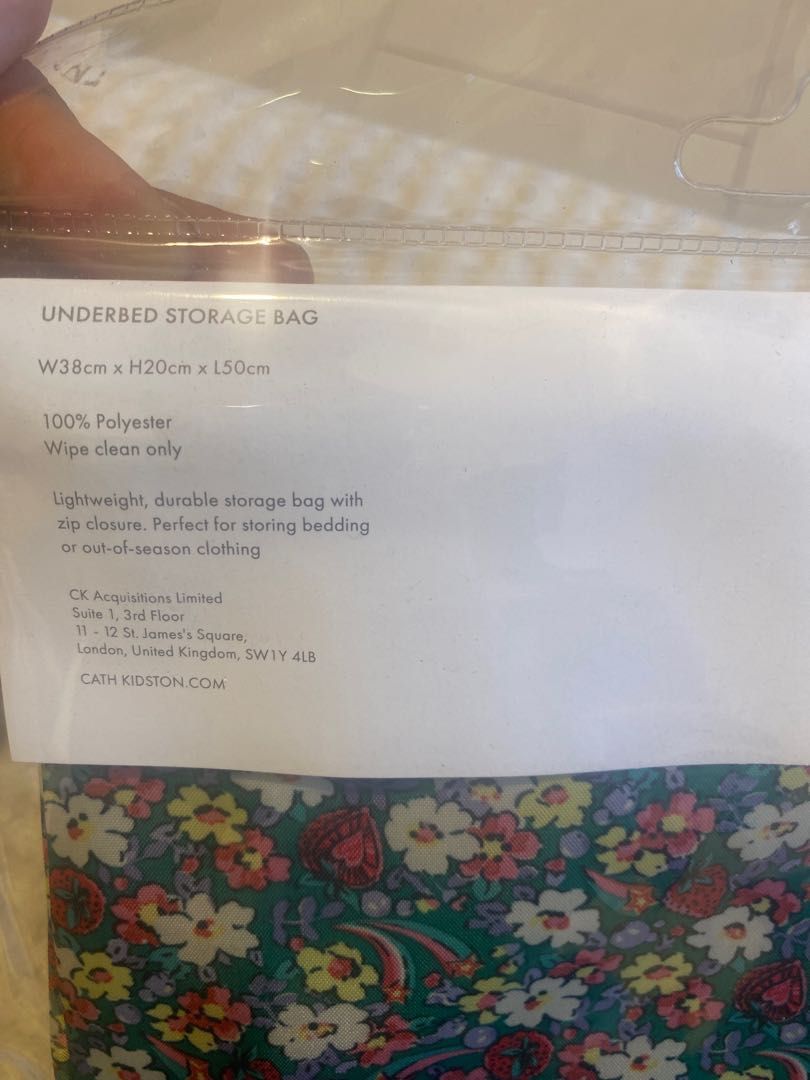 UNDERBED STORAGE BAG
W38cm x H20cm x L50cm
100% Polyester
Wipe clean only
Lightweight, durable storage bag with
zip closure. Perfect for storing bedding
or out-of-season clothing
CK Acquisitions Limited
Suite 1, 3rd Floor
11 - 12 St. James's Square,
London, United Kingdom, SW1Y 4LB
CATH KIDSTON.COM